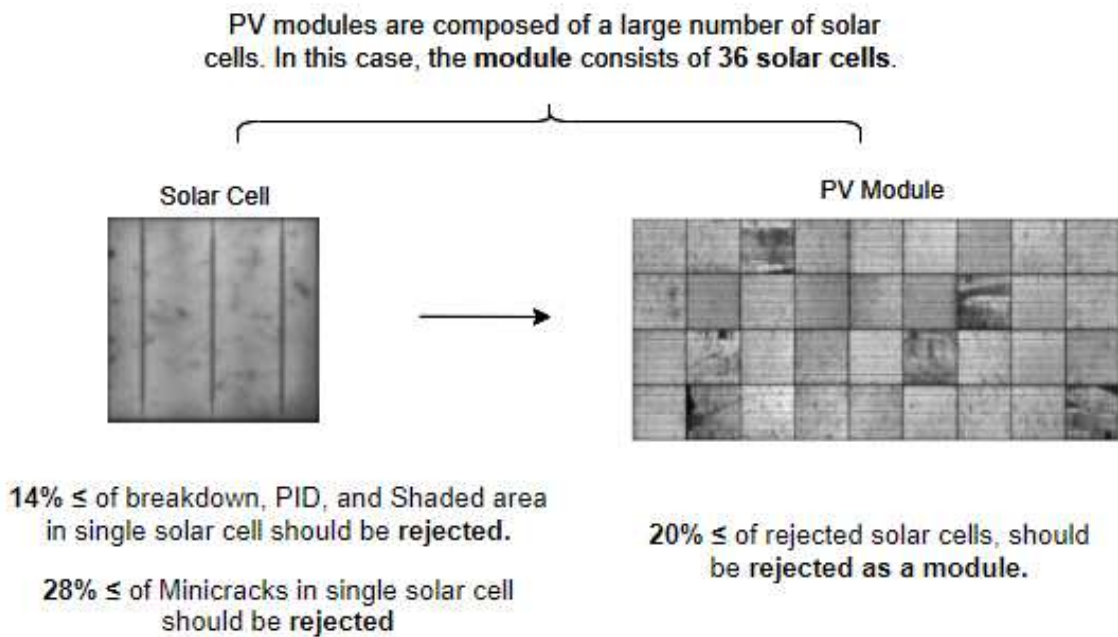 PV modules are composed of a large number of solar
cells. In this case, the module consists of 36 solar cells.
Solar Cell
PV Module
14% ≤ of breakdown, PID, and Shaded area
in single solar cell should be rejected.
28% ≤ of Minicracks in single solar cell
should be rejected
20% ≤ of rejected solar cells, should
be rejected as a module.